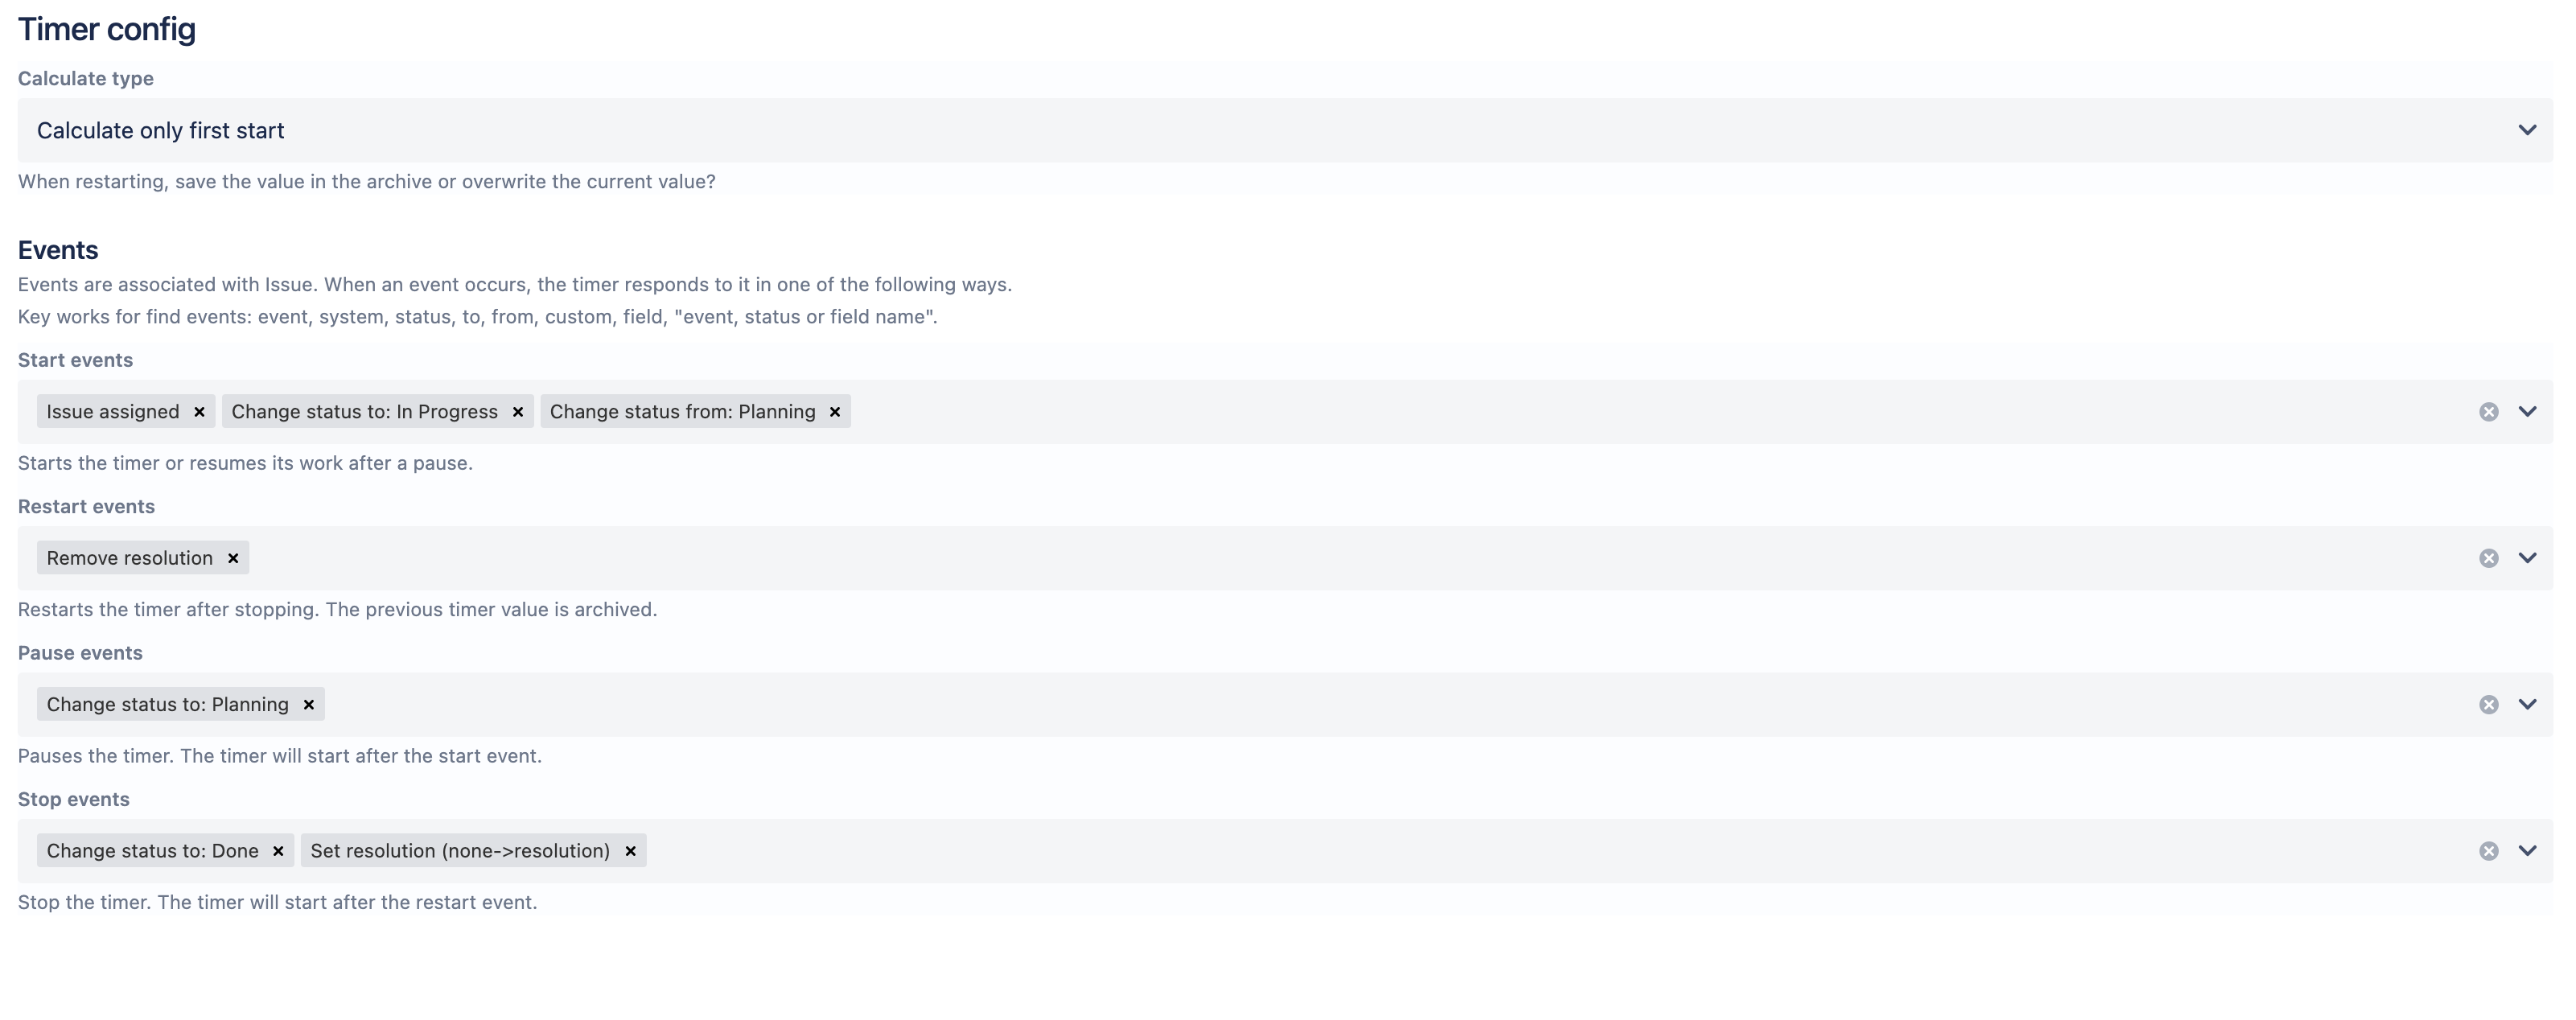 Timer config
Calculate type
Calculate only first start
When restarting, save the value in the archive or overwrite the current value?
Events
Events are associated with Issue. When an event occurs, the timer responds to it in one of the following ways.
Key works for find events: event, system, status, to, from, custom, field, "event, status or field name".
Start events
Issue assigned × Change status to: In Progress × Change status from: Planning ×
Starts the timer or resumes its work after a pause.
Restart events
Remove resolution ×
Restarts the timer after stopping. The previous timer value is archived.
Pause events
Change status to: Planning ×
Pauses the timer. The timer will start after the start event.
Stop events
Change status to: Done × Set resolution (none->resolution) ×
Stop the timer. The timer will start after the restart event.